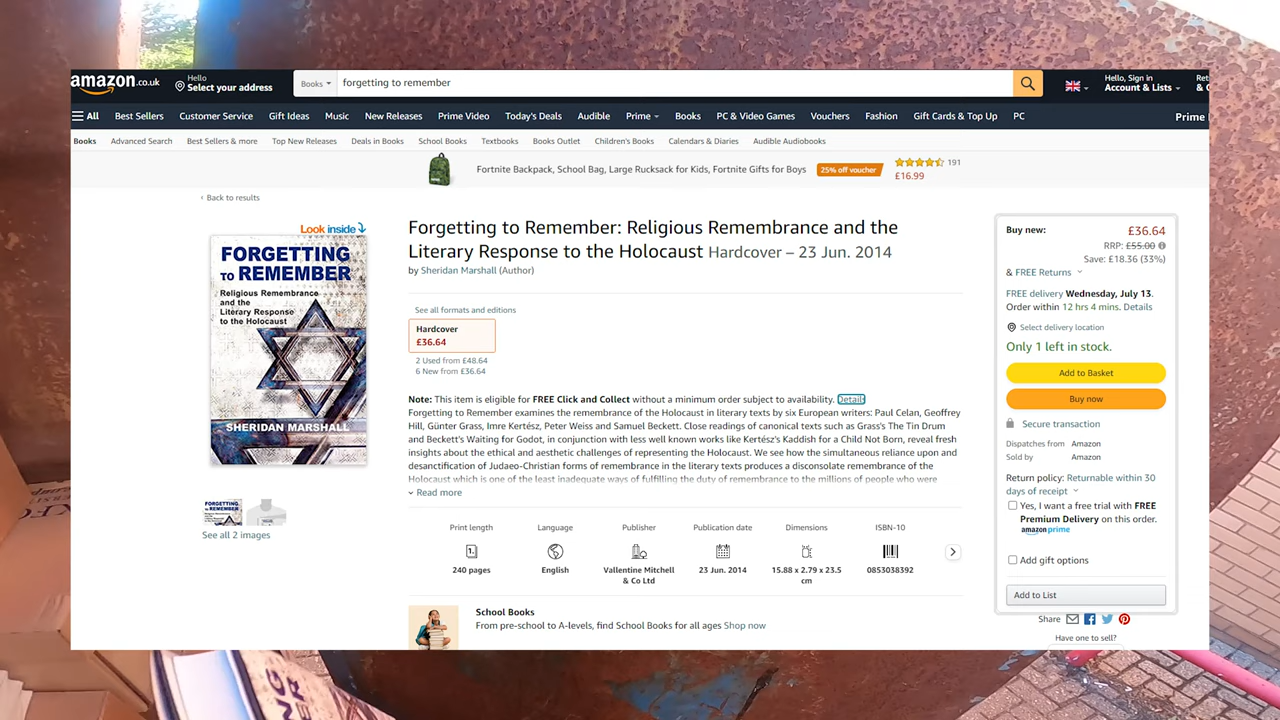 amazon.co.uk
Hello
Select your address
Books
forgetting to remember
Hello, Sign in
Account & Lists
Ret
& O
All
Best Sellers
Customer Service
Gift Ideas
Music
New Releases
Prime Video
Today's Deals
Audible
Prime
Books
PC & Video Games
Vouchers
Fashion
Gift Cards & Top Up
PC
Prime
Books
Advanced Search
Best Sellers & more
Top New Releases
Deals in Books
School Books
Textbooks
Books Outlet
Children's Books
Calendars & Diaries
Audible Audiobooks
Fortnite Backpack, School Bag, Large Rucksack for Kids, Fortnite Gifts for Boys
25% off voucher
191
£16.99
‹ Back to results
Look inside
FORGETTING
TO REMEMBER
Religious Remembrance
and the
Literary Response
to the Holocaust
SHERIDAN MARSHALL
See all 2 images
Forgetting to Remember: Religious Remembrance and the
Literary Response to the Holocaust Hardcover – 23 Jun. 2014
by Sheridan Marshall (Author)
See all formats and editions
Hardcover
£36.64
2 Used from £48.64
6 New from £36.64
Note: This item is eligible for FREE Click and Collect without a minimum order subject to availability. Details
Forgetting to Remember examines the remembrance of the Holocaust in literary texts by six European writers: Paul Celan, Geoffrey
Hill, Günter Grass, Imre Kertész, Peter Weiss and Samuel Beckett. Close readings of canonical texts such as Grass's The Tin Drum
and Beckett's Waiting for Godot, in conjunction with less well known works like Kertész's Kaddish for a Child Not Born, reveal fresh
insights about the ethical and aesthetic challenges of representing the Holocaust. We see how the simultaneous reliance upon and
desanctification of Judaeo-Christian forms of remembrance in the literary texts produces a disconsolate remembrance of the
Holocaust which is one of the least inadequate ways of fulfilling the duty of remembrance to the millions of people who were
Read more
Print length
240 pages
Language
English
Publisher
Vallentine Mitchell
& Co Ltd
Publication date
23 Jun. 2014
Dimensions
15.88 x 2.79 x 23.5
cm
ISBN-10
0853038392
School Books
From pre-school to A-levels, find School Books for all ages Shop now
Buy new:
£36.64
RRP: £55.00
Save: £18.36 (33%)
& FREE Returns
FREE delivery Wednesday, July 13.
Order within 12 hrs 4 mins. Details
Select delivery location
Only 1 left in stock.
Add to Basket
Buy now
Secure transaction
Dispatches from Amazon
Sold by Amazon
Return policy: Returnable within 30
days of receipt
Yes, I want a free trial with FREE
Premium Delivery on this order.
amazon prime
Add gift options
Add to List
Share
Have one to sell?